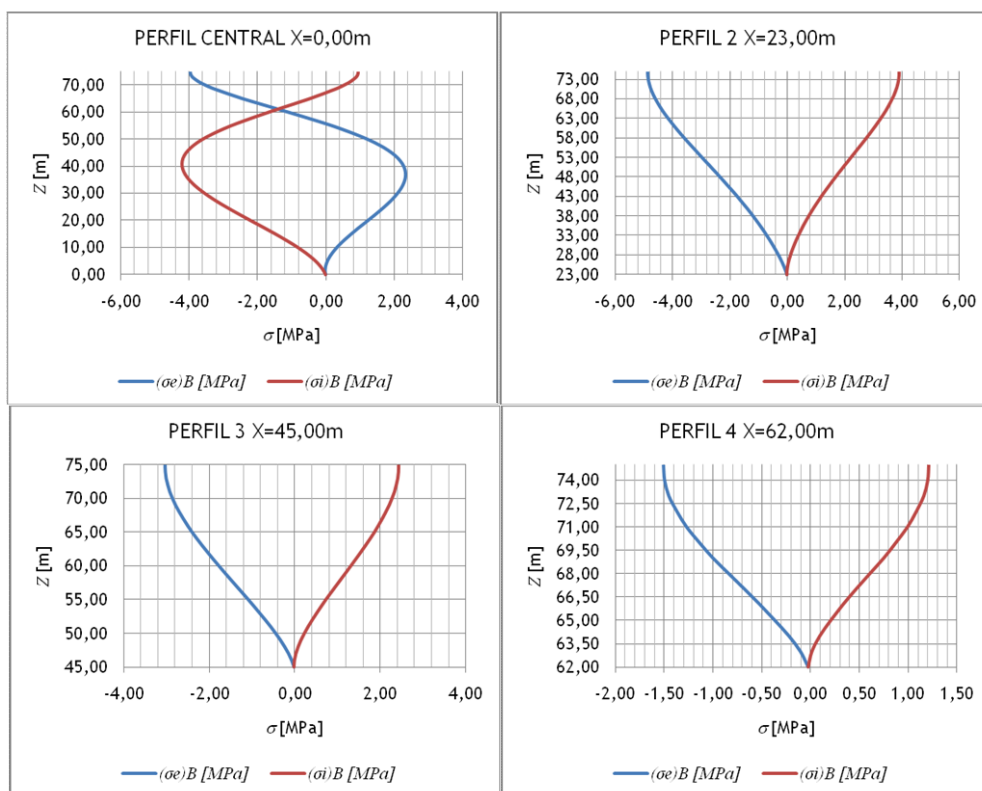 PERFIL CENTRAL X=0,00m
70,00
60,00
50,00
40,00
30,00
20,00
10,00
0,00
Z [m]
-6,00 -4,00 -2,00 0,00 2,00 4,00
σ [MPa]
(σe)B [MPa] (σi)B [MPa]
PERFIL 2 X=23,00m
73,00
68,00
63,00
58,00
53,00
48,00
43,00
38,00
33,00
28,00
23,00
Z [m]
-6,00 -4,00 -2,00 0,00 2,00 4,00 6,00
σ [MPa]
(σe)B [MPa] (σi)B [MPa]
PERFIL 3 X=45,00m
75,00
70,00
65,00
60,00
55,00
50,00
45,00
Z [m]
-4,00 -2,00 0,00 2,00 4,00
σ [MPa]
(σe)B [MPa] (σi)B [MPa]
PERFIL 4 X=62,00m
74,00
72,50
71,00
69,50
68,00
66,50
65,00
63,50
62,00
Z [m]
-2,00 -1,50 -1,00 -0,50 0,00 0,50 1,00 1,50
σ [MPa]
(σe)B [MPa] (σi)B [MPa]